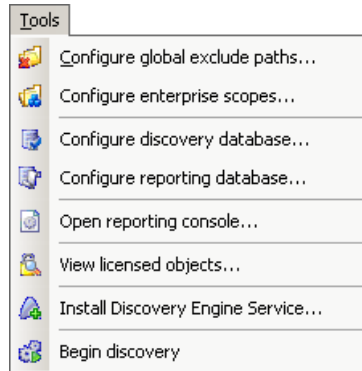 Tools
Configure global exclude paths...
Configure enterprise scopes...
Configure discovery database...
Configure reporting database...
Open reporting console...
View licensed objects...
Install Discovery Engine Service...
Begin discovery